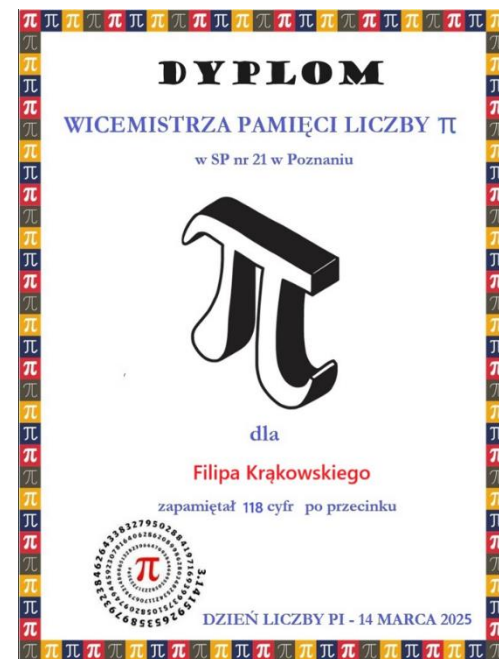 DYPLOM
WICEMISTRZA PAMIĘCI LICZBY π
w SP nr 21 w Poznaniu
π
dla
Filipa Krąkowskiego
zapamiętał 118 cyfr po przecinku
π
DZIEŃ LICZBY PI - 14 MARCA 2025